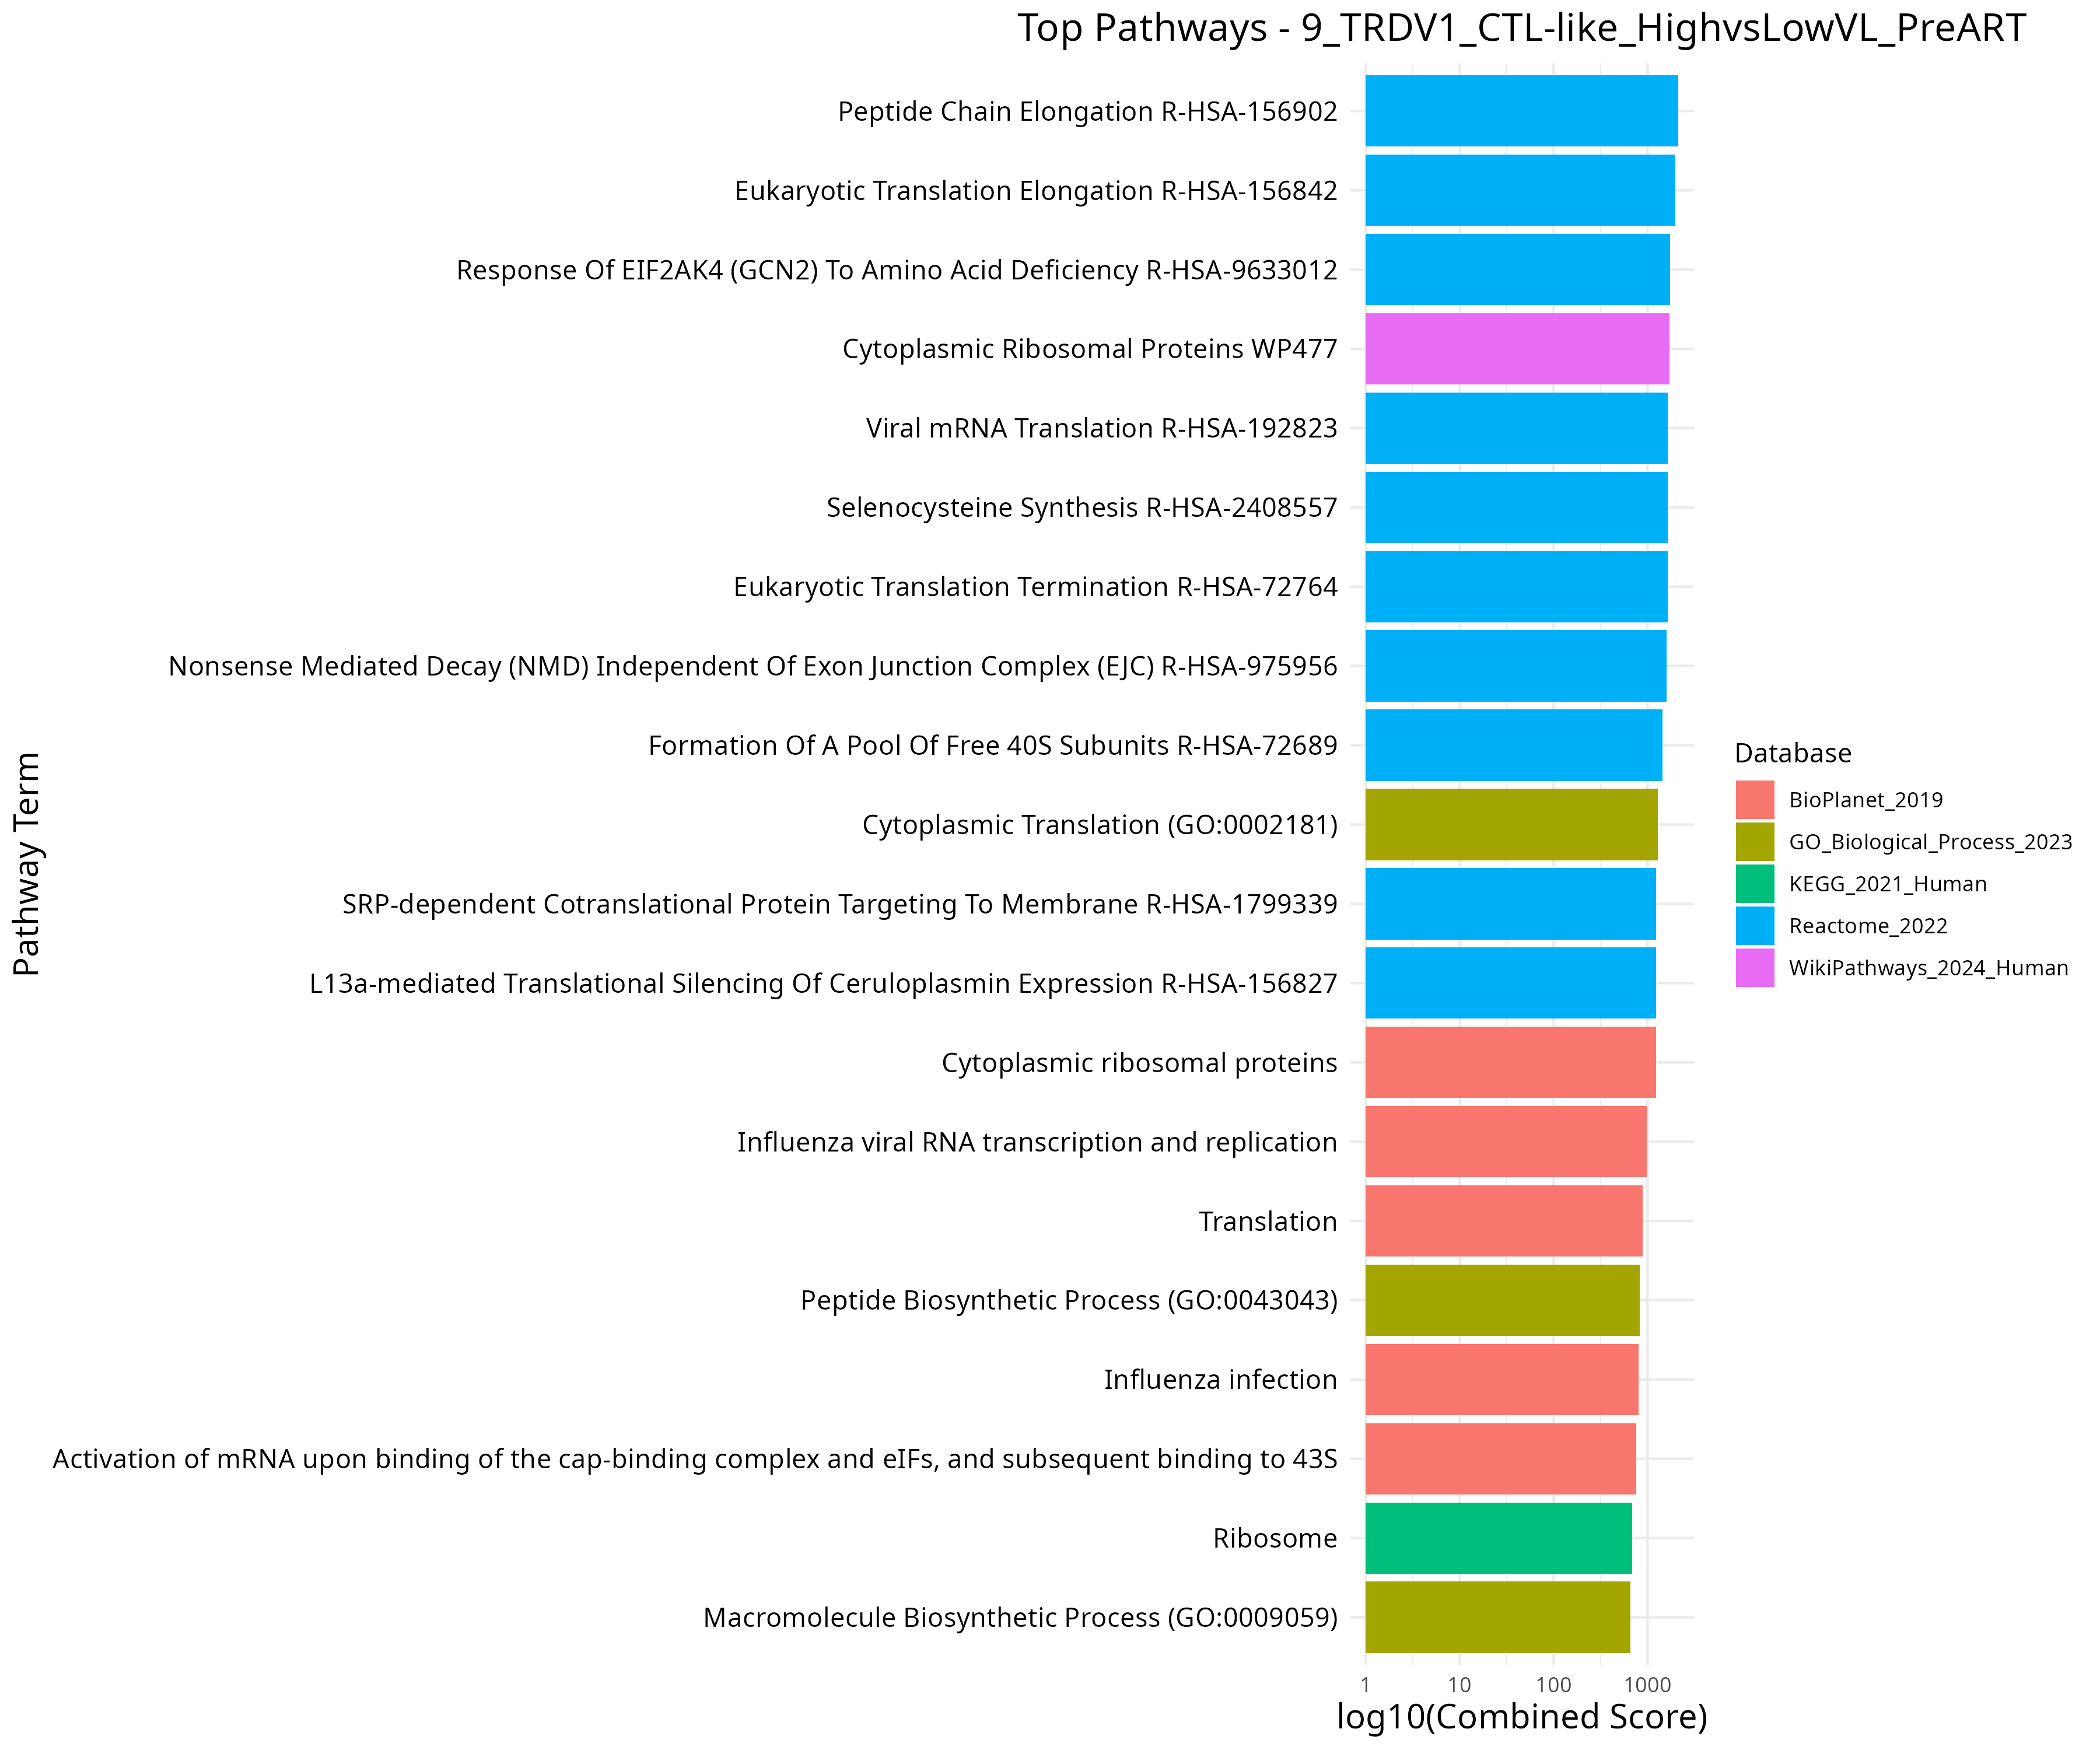 Top Pathways - 9_TRDV1_CTL-like_HighvsLowVL_PreART
Pathway Term
Peptide Chain Elongation R-HSA-156902
Eukaryotic Translation Elongation R-HSA-156842
Response Of EIF2AK4 (GCN2) To Amino Acid Deficiency R-HSA-9633012
Cytoplasmic Ribosomal Proteins WP477
Viral mRNA Translation R-HSA-192823
Selenocysteine Synthesis R-HSA-2408557
Eukaryotic Translation Termination R-HSA-72764
Nonsense Mediated Decay (NMD) Independent Of Exon Junction Complex (EJC) R-HSA-975956
Formation Of A Pool Of Free 40S Subunits R-HSA-72689
Cytoplasmic Translation (GO:0002181)
SRP-dependent Cotranslational Protein Targeting To Membrane R-HSA-1799339
L13a-mediated Translational Silencing Of Ceruloplasmin Expression R-HSA-156827
Cytoplasmic ribosomal proteins
Influenza viral RNA transcription and replication
Translation
Peptide Biosynthetic Process (GO:0043043)
Influenza infection
Activation of mRNA upon binding of the cap-binding complex and eIFs, and subsequent binding to 43S
Ribosome
Macromolecule Biosynthetic Process (GO:0009059)
1 10 100 1000
log10(Combined Score)
Database
BioPlanet_2019
GO_Biological_Process_2023
KEGG_2021_Human
Reactome_2022
WikiPathways_2024_Human